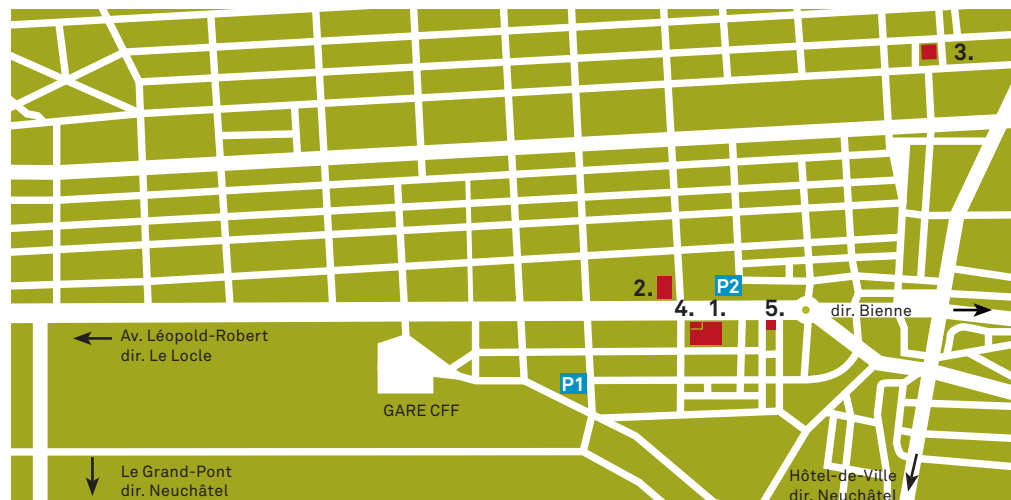 3.
2.
P2
4. 1. 5.
dir. Bienne
Av. Léopold-Robert
dir. Le Locle
P1
GARE CFF
Le Grand-Pont
dir. Neuchâtel
Hôtel-de-Ville
dir. Neuchâtel